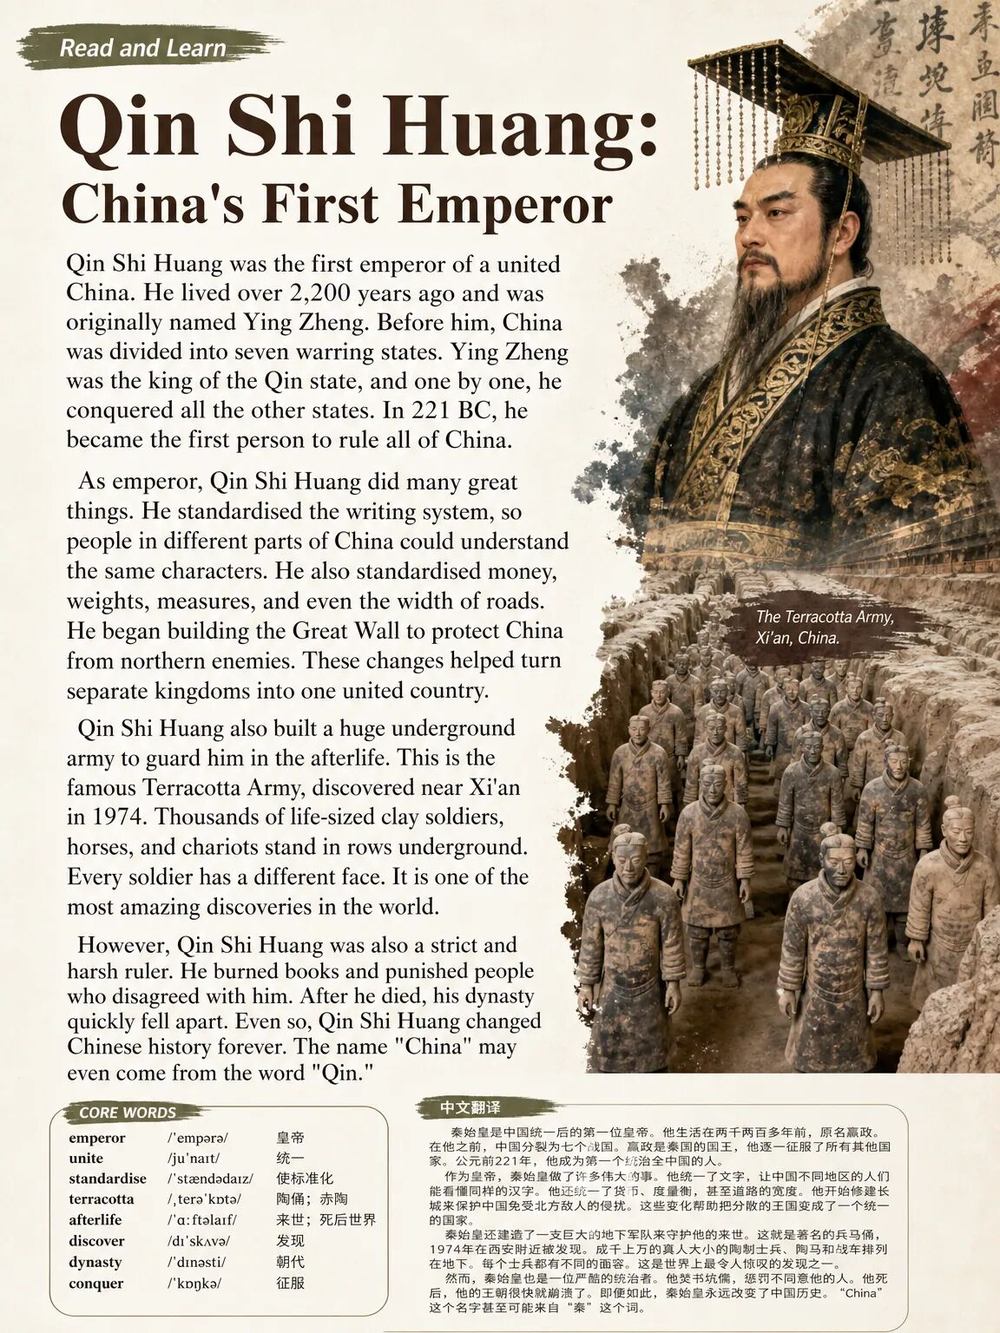 Read and Learn
Qin Shi Huang:
China's First Emperor
Qin Shi Huang was the first emperor of a united
China. He lived over 2,200 years ago and was
originally named Ying Zheng. Before him, China
was divided into seven warring states. Ying Zheng
was the king of the Qin state, and one by one, he
conquered all the other states. In 221 BC, he
became the first person to rule all of China.
As emperor, Qin Shi Huang did many great
things. He standardised the writing system, so
people in different parts of China could understand
the same characters. He also standardised money,
weights, measures, and even the width of roads.
He began building the Great Wall to protect China
from northern enemies. These changes helped turn
separate kingdoms into one united country.
Qin Shi Huang also built a huge underground
army to guard him in the afterlife. This is the
famous Terracotta Army, discovered near Xi'an
in 1974. Thousands of life-sized clay soldiers,
horses, and chariots stand in rows underground.
Every soldier has a different face. It is one of the
most amazing discoveries in the world.
However, Qin Shi Huang was also a strict and
harsh ruler. He burned books and punished people
who disagreed with him. After he died, his dynasty
quickly fell apart. Even so, Qin Shi Huang changed
Chinese history forever. The name "China" may
even come from the word "Qin."
The Terracotta Army,
Xi'an, China.
CORE WORDS
emperor /ˈempərə/ 皇帝
unite /juˈnaɪt/ 统一
standardise /ˈstændədaɪz/ 使标准化
terracotta /ˌterəˈkɒtə/ 陶俑；赤陶
afterlife /ˈɑːftəlaɪf/ 来世；死后世界
discover /dɪˈskʌvə/ 发现
dynasty /ˈdɪnəsti/ 朝代
conquer /ˈkɒŋkə/ 征服
中文翻译
秦始皇是中国统一后的第一位皇帝。他生活在两千两百多年前，原名嬴政。
在他之前，中国分裂为七个战国。嬴政是秦国的国王，他逐一征服了所有其他国
家。公元前221年，他成为第一个统治全中国的人。
作为皇帝，秦始皇做了许多伟大的事。他统一了文字，让中国不同地区的人们
能看懂同样的汉字。他还统一了货币、度量衡，甚至道路的宽度。他开始修建长
城来保护中国免受北方敌人的侵扰。这些变化帮助把分散的王国变成了一个统一
的国家。
秦始皇还建造了一支巨大的地下军队来守护他的来世。这就是著名的兵马俑，
1974年在西安附近被发现。成千上万的真人大小的陶制士兵、陶马和战车排列
在地下。每个士兵都有不同的面容。这是世界上最令人惊叹的发现之一。
然而，秦始皇也是一位严酷的统治者。他焚书坑儒，惩罚不同意他的人。他死
后，他的王朝很快就崩溃了。即便如此，秦始皇永远改变了中国历史。“China”
这个名字甚至可能来自“秦”这个词。